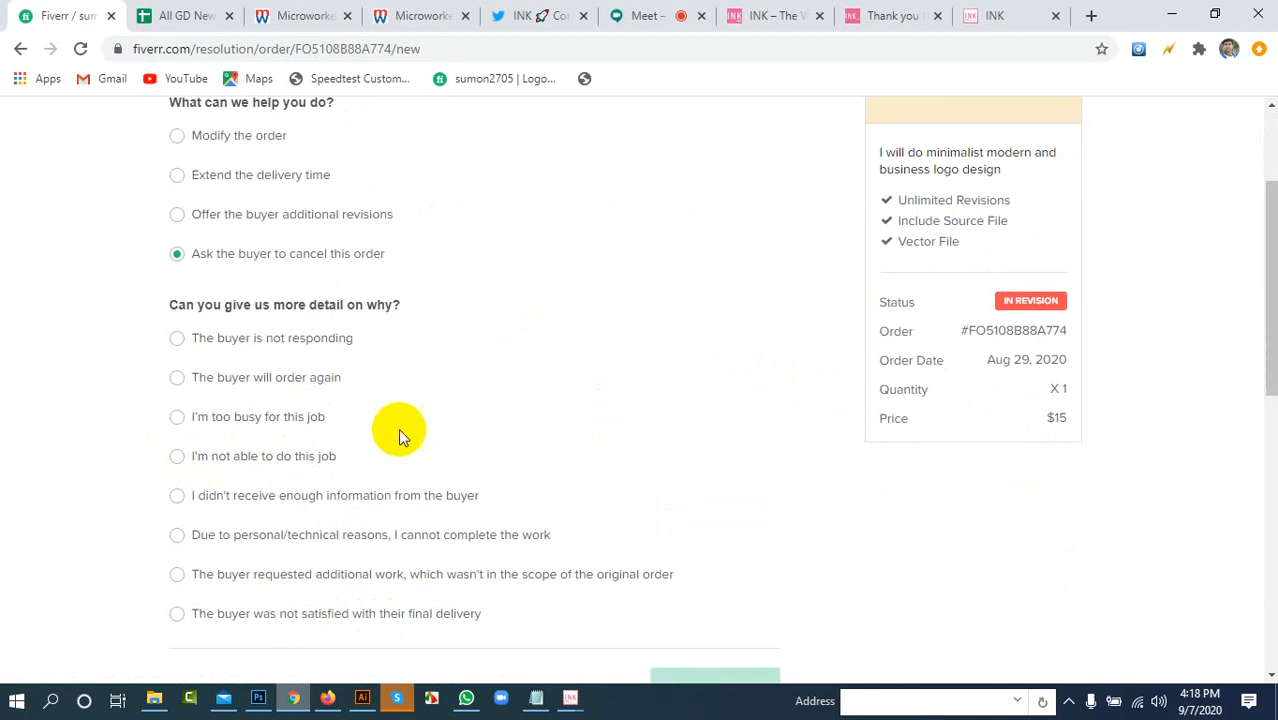 Fiverr / sum
All GD New
Microworke
Microworke
INK 🚀 Co
Meet –
INK – The V
Thank you f
INK
fiverr.com/resolution/order/FO5108B88A774/new
Apps
Gmail
YouTube
Maps
Speedtest Custom...
sumon2705 | Logo...
What can we help you do?
Modify the order
Extend the delivery time
Offer the buyer additional revisions
Ask the buyer to cancel this order
Can you give us more detail on why?
The buyer is not responding
The buyer will order again
I'm too busy for this job
I'm not able to do this job
I didn't receive enough information from the buyer
Due to personal/technical reasons, I cannot complete the work
The buyer requested additional work, which wasn't in the scope of the original order
The buyer was not satisfied with their final delivery
I will do minimalist modern and
business logo design
Unlimited Revisions
Include Source File
Vector File
Status IN REVISION
Order #FO5108B88A774
Order Date Aug 29, 2020
Quantity X 1
Price $15
Address
4:18 PM
9/7/2020